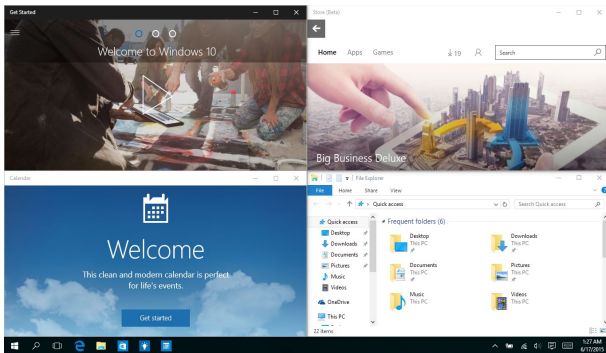 Get Started
Welcome to Windows 10
Store (Beta)
Home Apps Games
19
Search
Big Business Deluxe
Calendar
Welcome
This clean and modern calendar is perfect
for life's events.
Get started
File Explorer
File Home Share View
Quick access
Search Quick access
Quick access
Desktop
Downloads
Documents
Pictures
Music
Videos
OneDrive
This PC
22 items
Frequent folders (6)
Desktop
This PC
Downloads
This PC
Documents
This PC
Pictures
This PC
Music
This PC
Videos
This PC
5:27 AM
6/17/2015